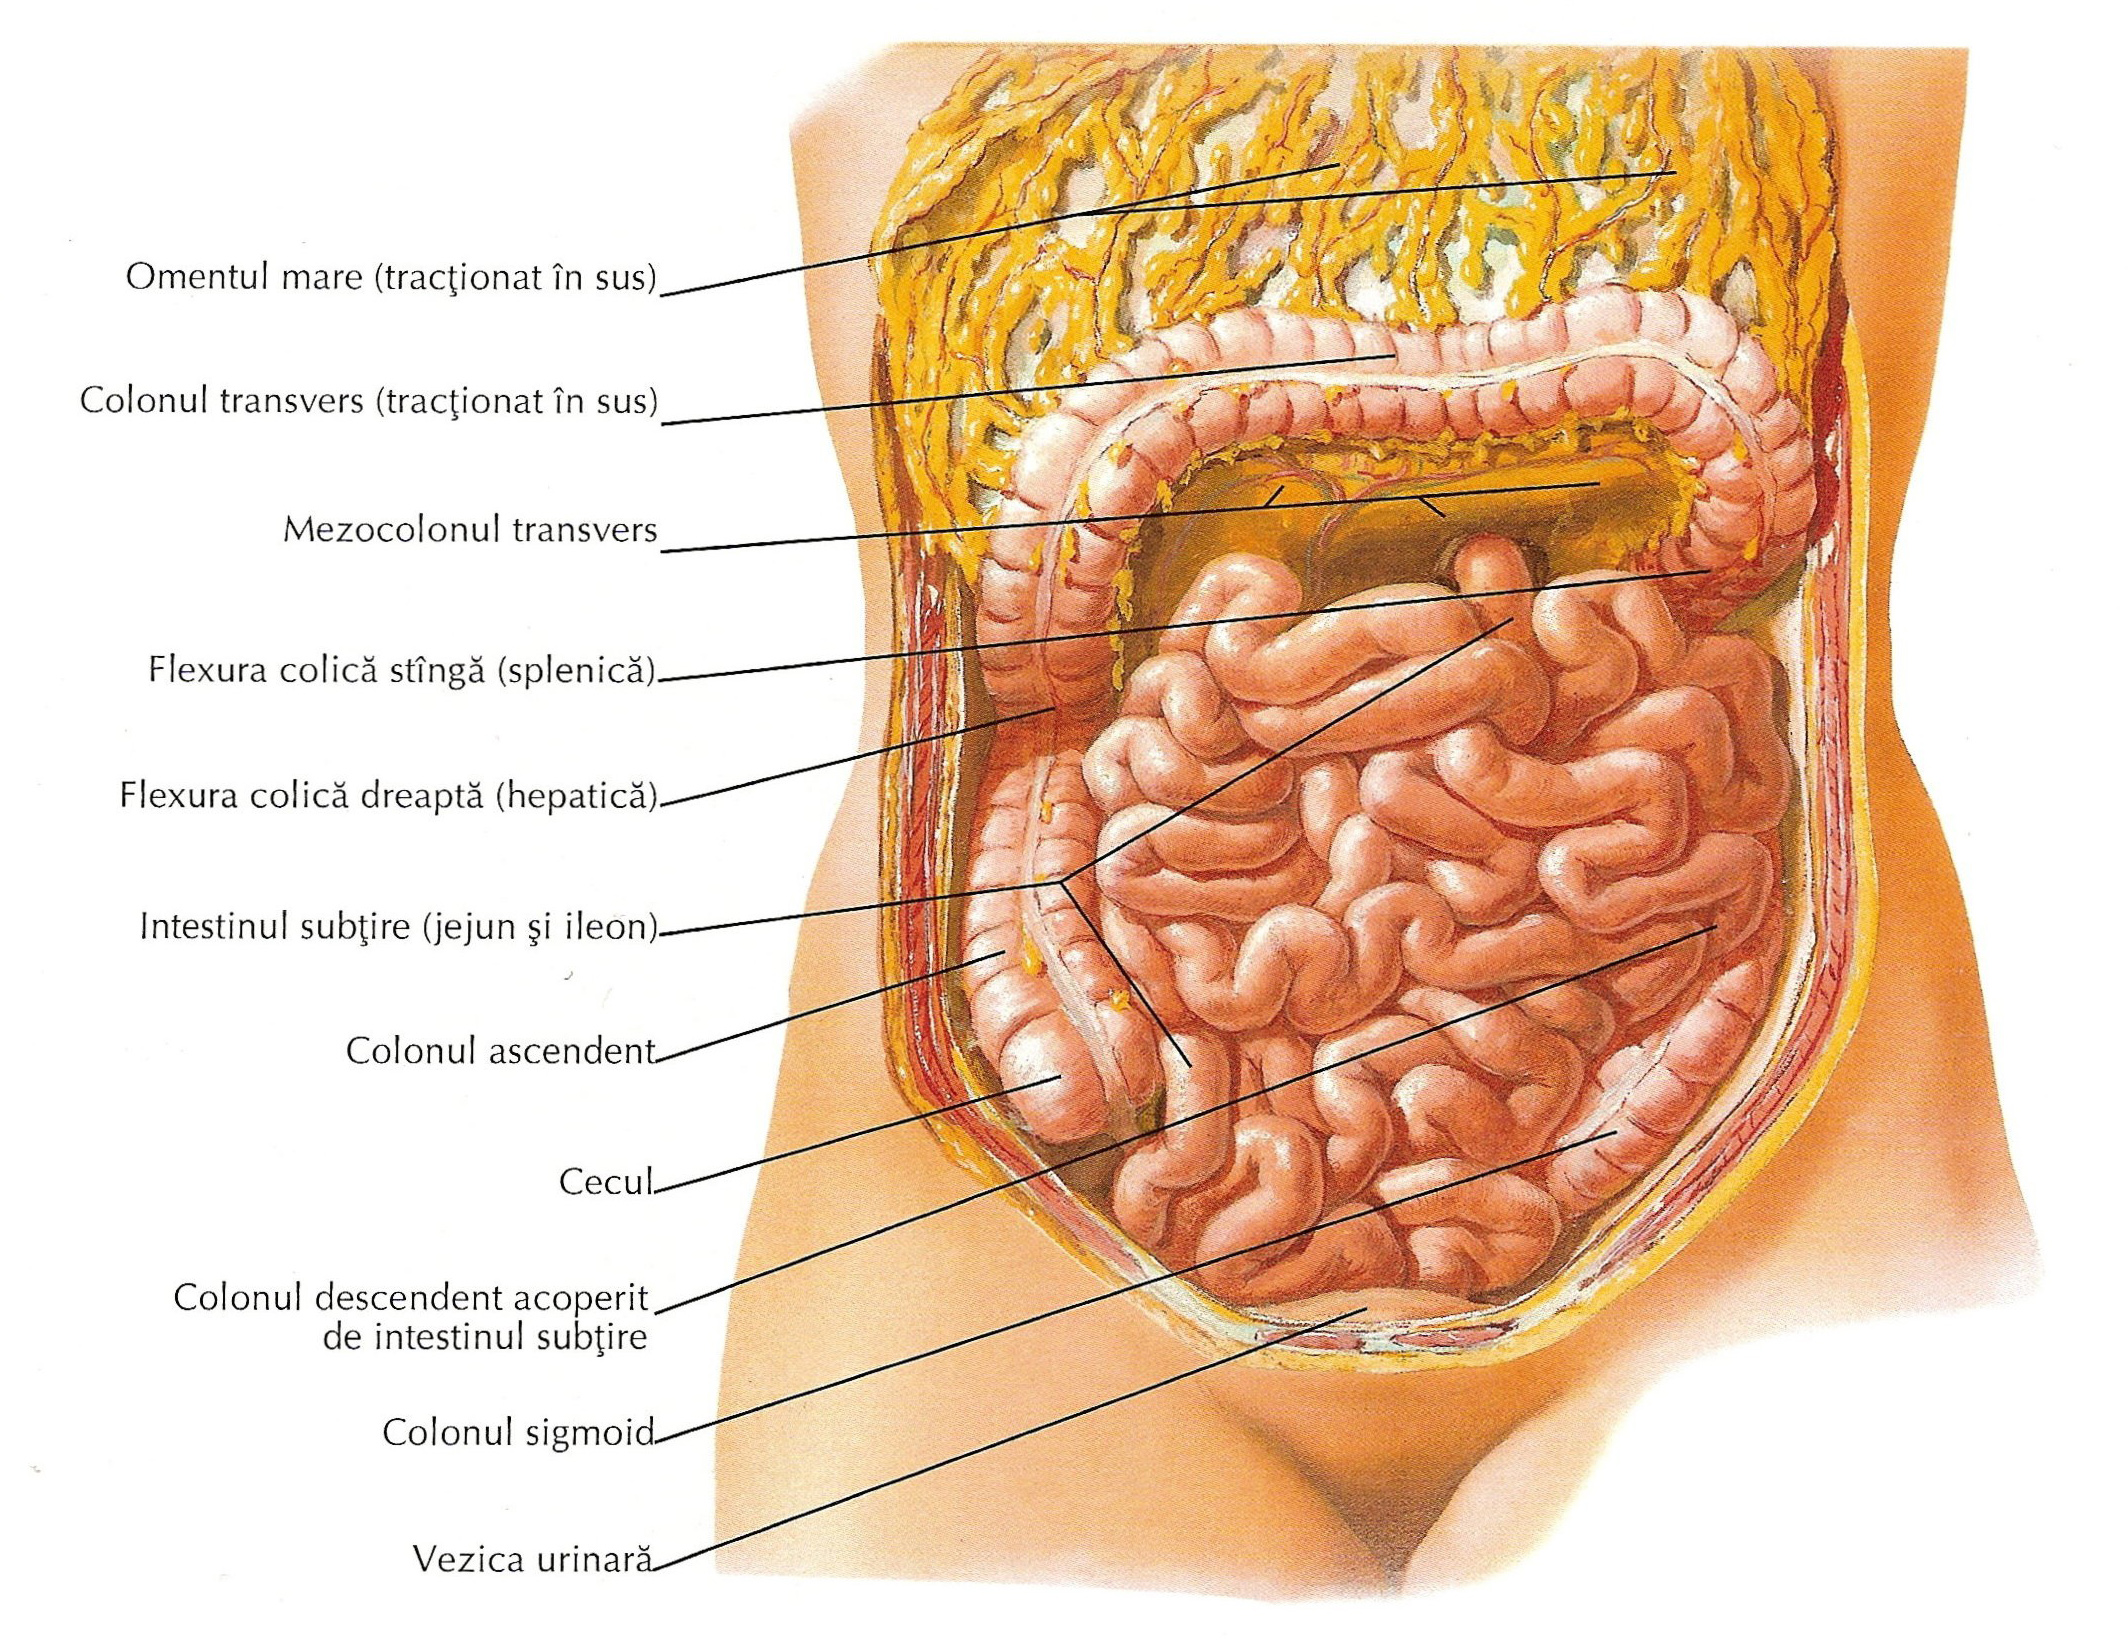 Omentul mare (tracţionat în sus)
Colonul transvers (tracţionat în sus)
Mezocolonul transvers
Flexura colică stîngă (splenică)
Flexura colică dreaptă (hepatică)
Intestinul subţire (jejun şi ileon)
Colonul ascendent
Cecul
Colonul descendent acoperit
de intestinul subţire
Colonul sigmoid
Vezica urinară